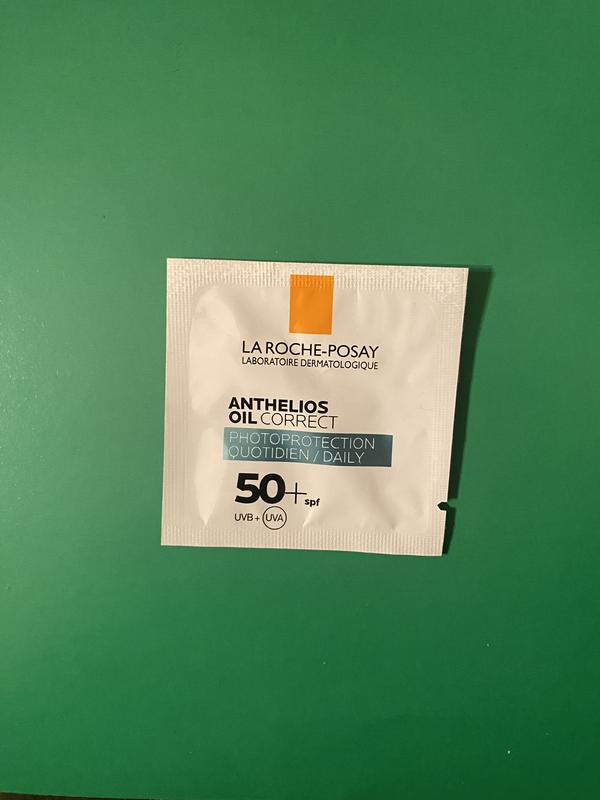 LA ROCHE-POSAY
LABORATOIRE DERMATOLOGIQUE
ANTHELIOS
OIL CORRECT
PHOTOPROTECTION
QUOTIDIEN / DAILY
50+ spf
UVB + UVA